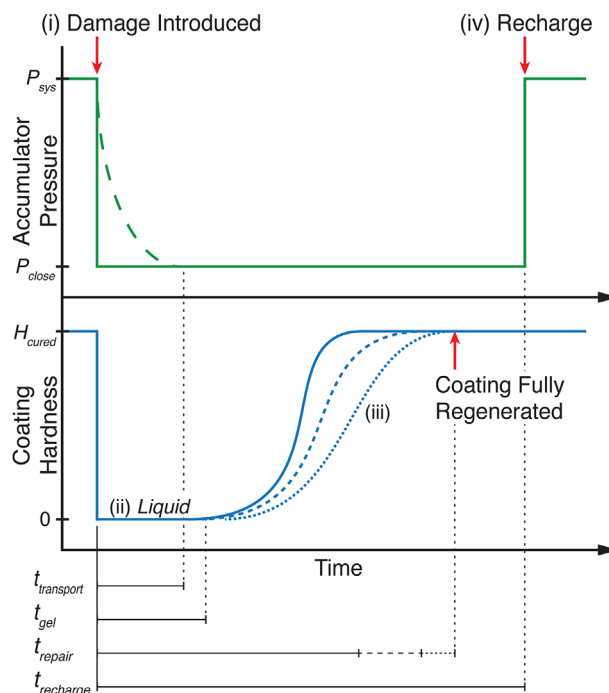 (i) Damage Introduced
(iv) Recharge
P_sys
Accumulator
Pressure
P_close
H_cured
Coating
Hardness
(iii)
Coating Fully
Regenerated
(ii) Liquid
0
Time
t_transport
t_gel
t_repair
t_recharge